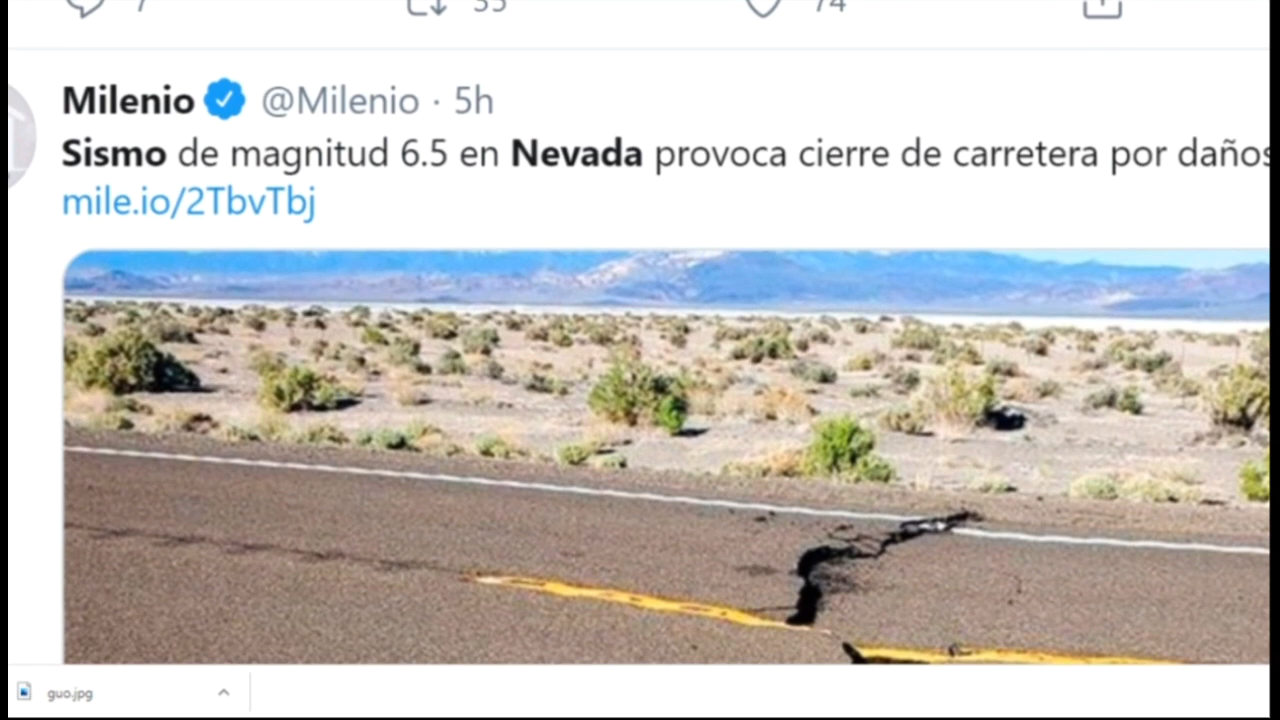 Milenio @Milenio · 5h
Sismo de magnitud 6.5 en Nevada provoca cierre de carretera por daños
mile.io/2TbvTbj
guo.jpg